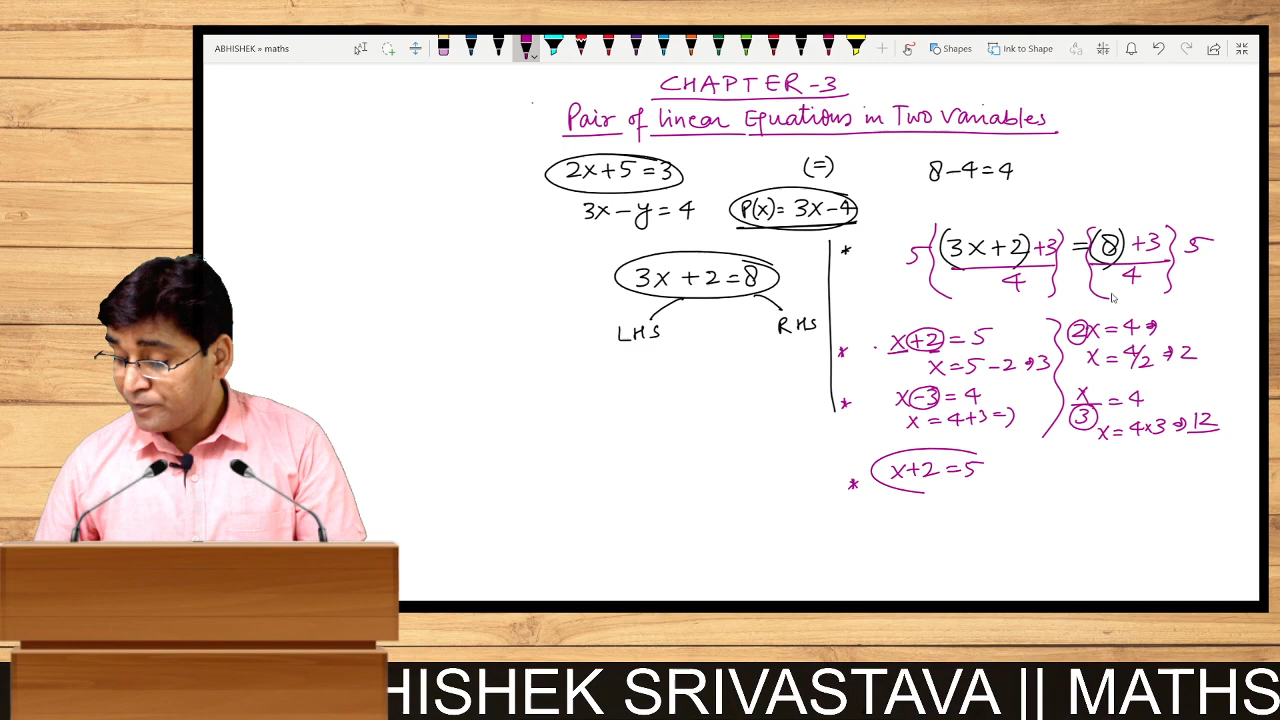 ABHISHEK » maths
Shapes
Ink to Shape
CHAPTER-3
Pair of linear Equations in Two variables
2x+5=3
(=)
8-4=4
3x-y=4
P(x)= 3x-4
3x+2=8
LHS
RHS
*
5{((3x+2)+3)/4} = {((8)+3)/4}5
*
x+2=5
x=5-2⇒3
x-3=4
x=4+3=)
2x=4⇒
x=4/2⇒2
x/3=4
x=4×3⇒12
*
*
x+2=5
HISHEK SRIVASTAVA || MATHS